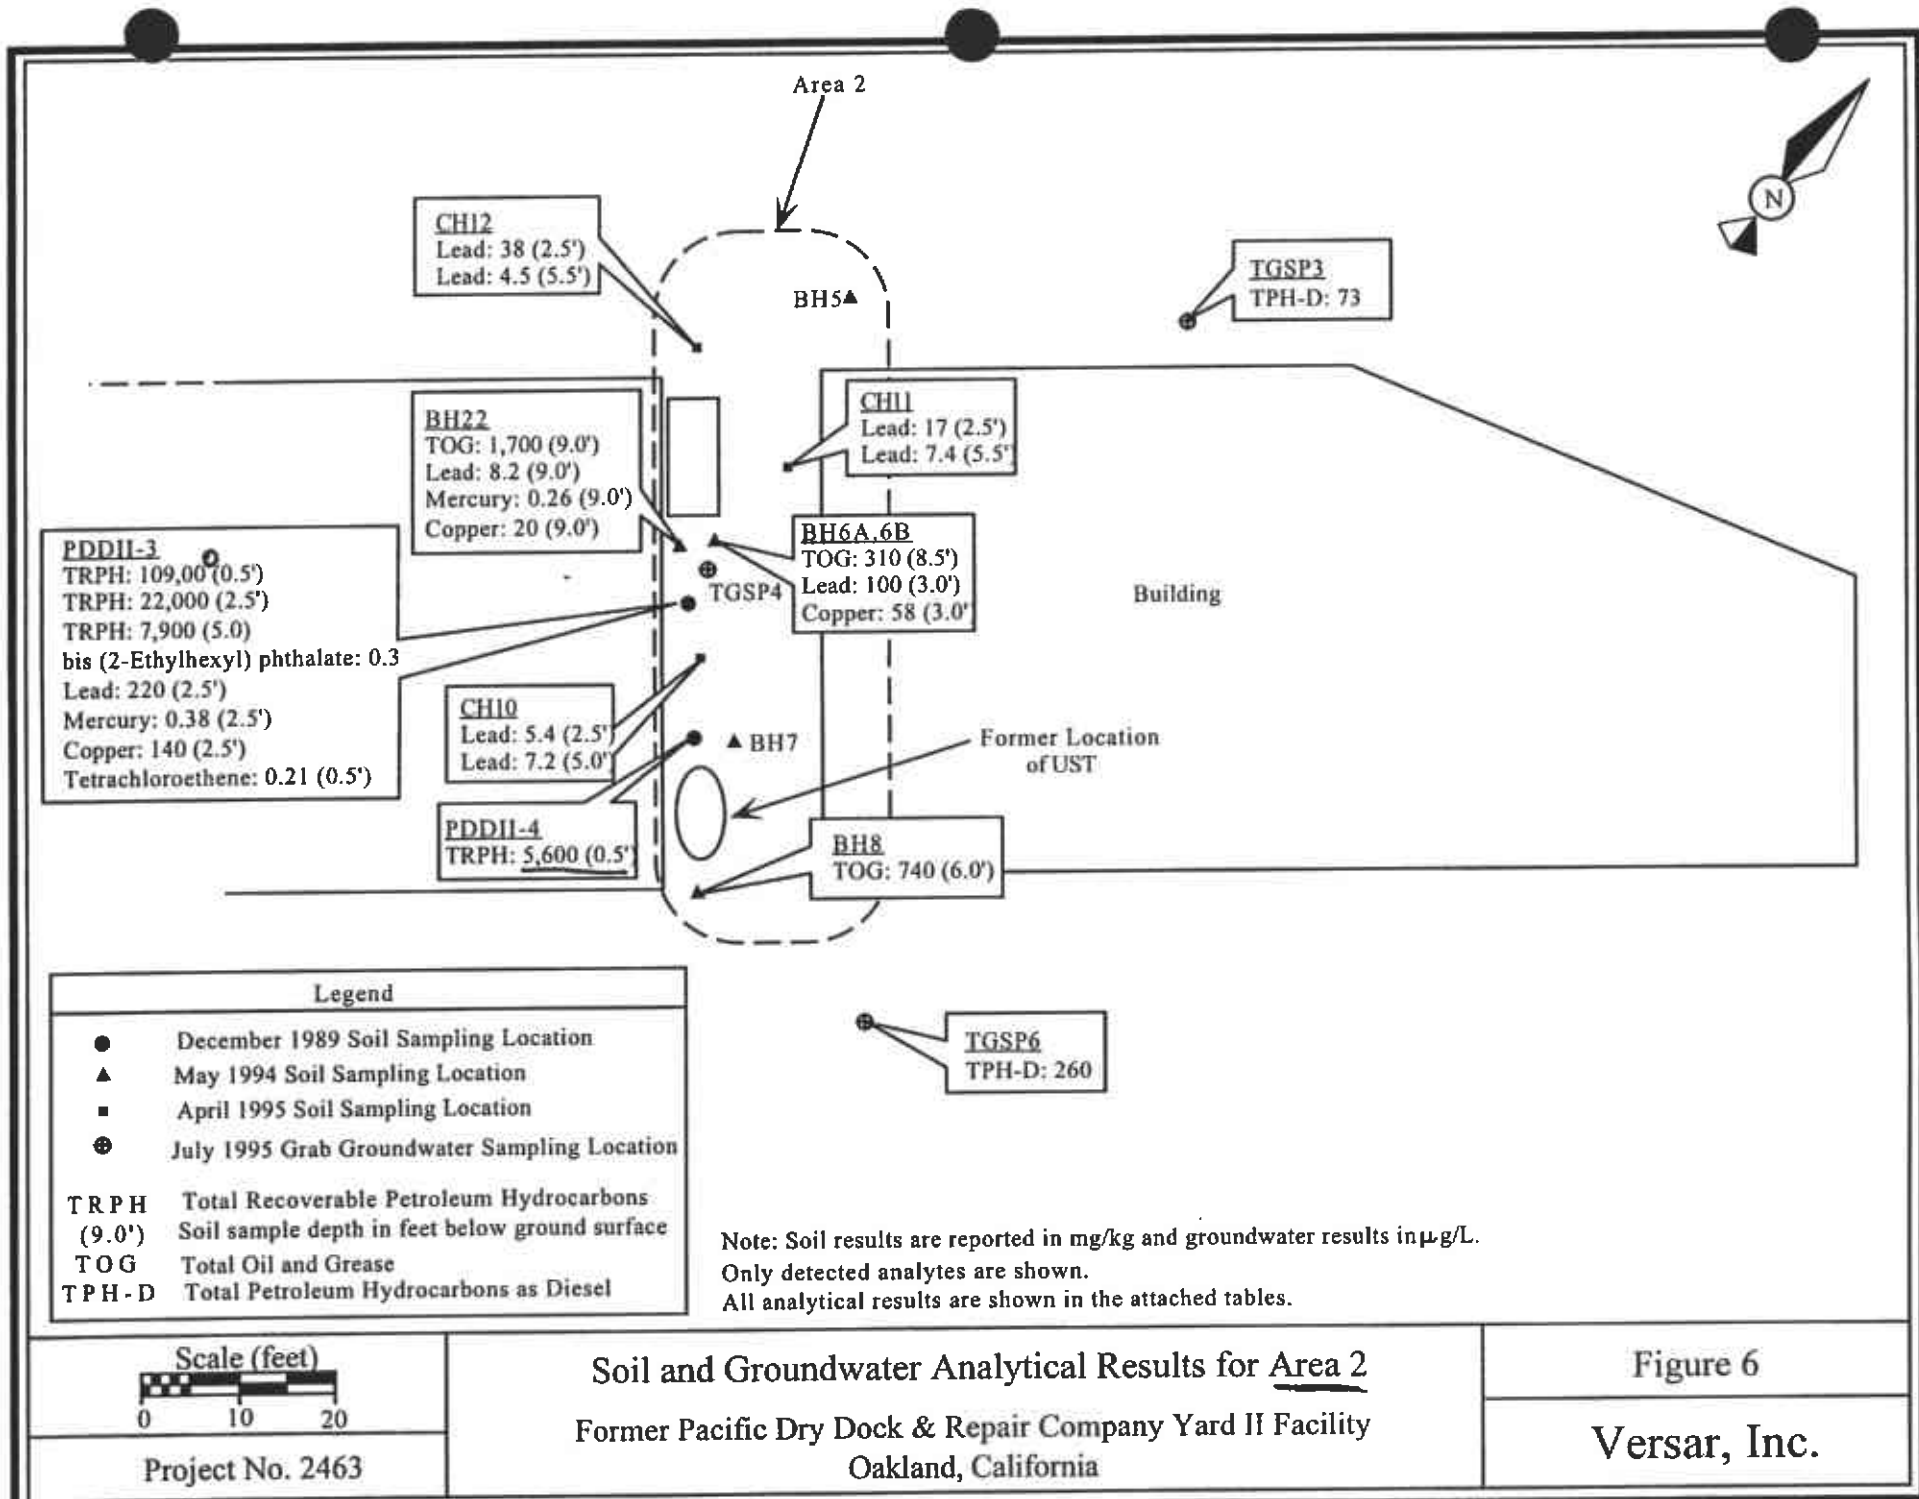 Area 2
N
CH12
Lead: 38 (2.5')
Lead: 4.5 (5.5')
BH5
TGSP3
TPH-D: 73
BH22
TOG: 1,700 (9.0')
Lead: 8.2 (9.0')
Mercury: 0.26 (9.0')
Copper: 20 (9.0')
CH11
Lead: 17 (2.5')
Lead: 7.4 (5.5'
PDDII-3
TRPH: 109,000 (0.5')
TRPH: 22,000 (2.5')
TRPH: 7,900 (5.0)
bis (2-Ethylhexyl) phthalate: 0.3
Lead: 220 (2.5')
Mercury: 0.38 (2.5')
Copper: 140 (2.5')
Tetrachloroethene: 0.21 (0.5')
BH6A,6B
TOG: 310 (8.5')
Lead: 100 (3.0')
Copper: 58 (3.0'
TGSP4
Building
CH10
Lead: 5.4 (2.5'
Lead: 7.2 (5.0'
BH7
Former Location
of UST
PDDII-4
TRPH: 5,600 (0.5'
BH8
TOG: 740 (6.0')
TGSP6
TPH-D: 260
Legend
December 1989 Soil Sampling Location
May 1994 Soil Sampling Location
April 1995 Soil Sampling Location
July 1995 Grab Groundwater Sampling Location
TRPH Total Recoverable Petroleum Hydrocarbons
(9.0') Soil sample depth in feet below ground surface
TOG Total Oil and Grease
TPH-D Total Petroleum Hydrocarbons as Diesel
Note: Soil results are reported in mg/kg and groundwater results in µg/L.
Only detected analytes are shown.
All analytical results are shown in the attached tables.
Scale (feet)
0 10 20
Project No. 2463
Soil and Groundwater Analytical Results for Area 2
Former Pacific Dry Dock & Repair Company Yard II Facility
Oakland, California
Figure 6
Versar, Inc.